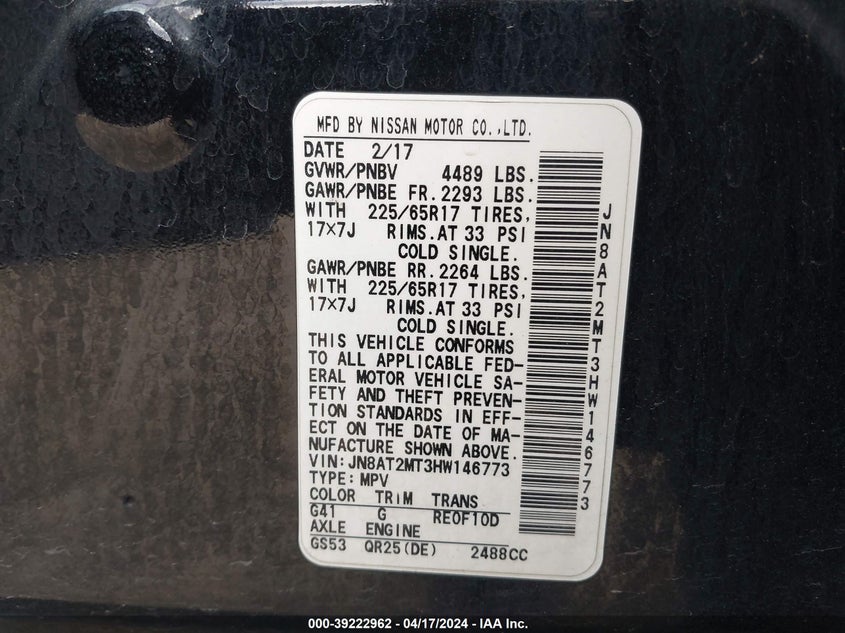 MFD BY NISSAN MOTOR CO.,LTD.
DATE 2/17
GVWR/PNBV 4489 LBS.
GAWR/PNBE FR. 2293 LBS.
WITH 225/65R17 TIRES,
17×7J RIMS.AT 33 PSI
COLD SINGLE.
GAWR/PNBE RR. 2264 LBS.
WITH 225/65R17 TIRES,
17×7J RIMS.AT 33 PSI
COLD SINGLE.
THIS VEHICLE CONFORMS
TO ALL APPLICABLE FED-
ERAL MOTOR VEHICLE SA-
FETY AND THEFT PREVEN-
TION STANDARDS IN EFF-
ECT ON THE DATE OF MA-
NUFACTURE SHOWN ABOVE.
VIN:JN8AT2MT3HW146773
TYPE:MPV
COLOR TRIM TRANS
G41 G RE0F10D
AXLE ENGINE
GS53 QR25(DE) 2488CC
JN8AT2MT3HW146773
000-39222962 - 04/17/2024 - IAA Inc.